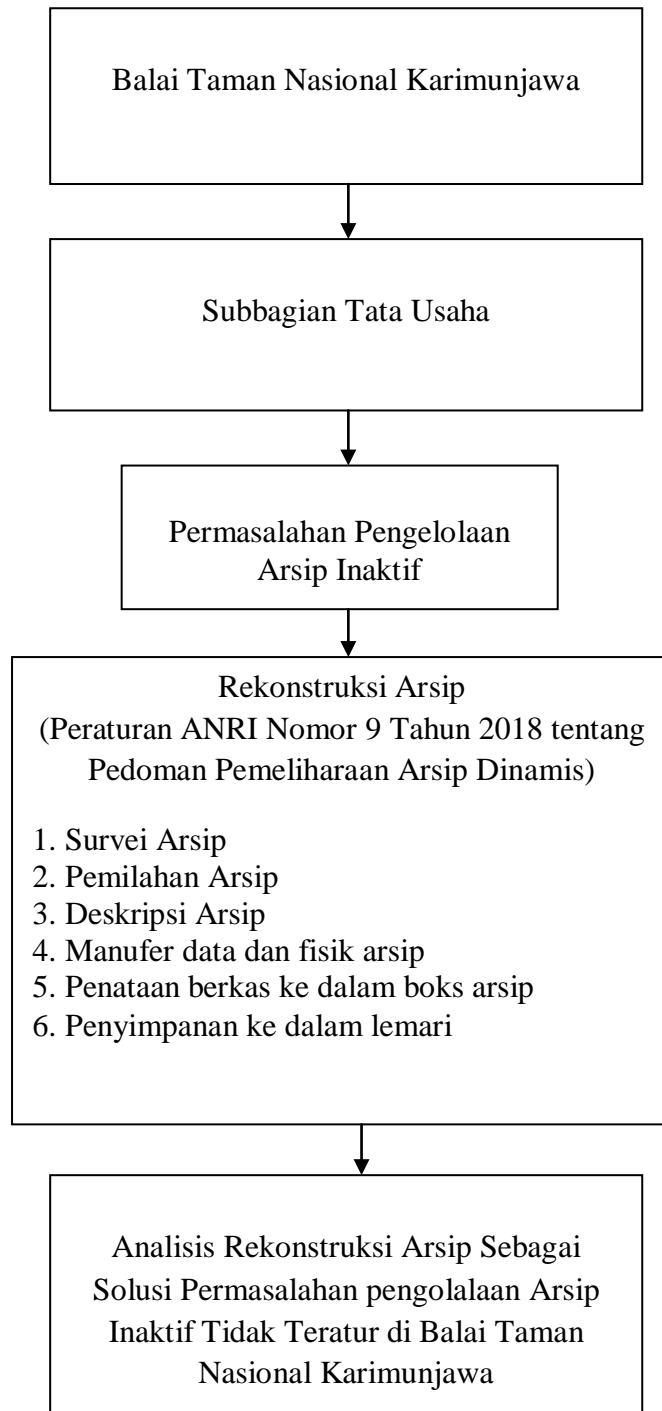 Balai Taman Nasional Karimunjawa
Subbagian Tata Usaha
Permasalahan Pengelolaan
Arsip Inaktif
Rekonstruksi Arsip
(Peraturan ANRI Nomor 9 Tahun 2018 tentang
Pedoman Pemeliharaan Arsip Dinamis)
1. Survei Arsip
2. Pemilahan Arsip
3. Deskripsi Arsip
4. Manufer data dan fisik arsip
5. Penataan berkas ke dalam boks arsip
6. Penyimpanan ke dalam lemari
Analisis Rekonstruksi Arsip Sebagai
Solusi Permasalahan pengolalaan Arsip
Inaktif Tidak Teratur di Balai Taman
Nasional Karimunjawa